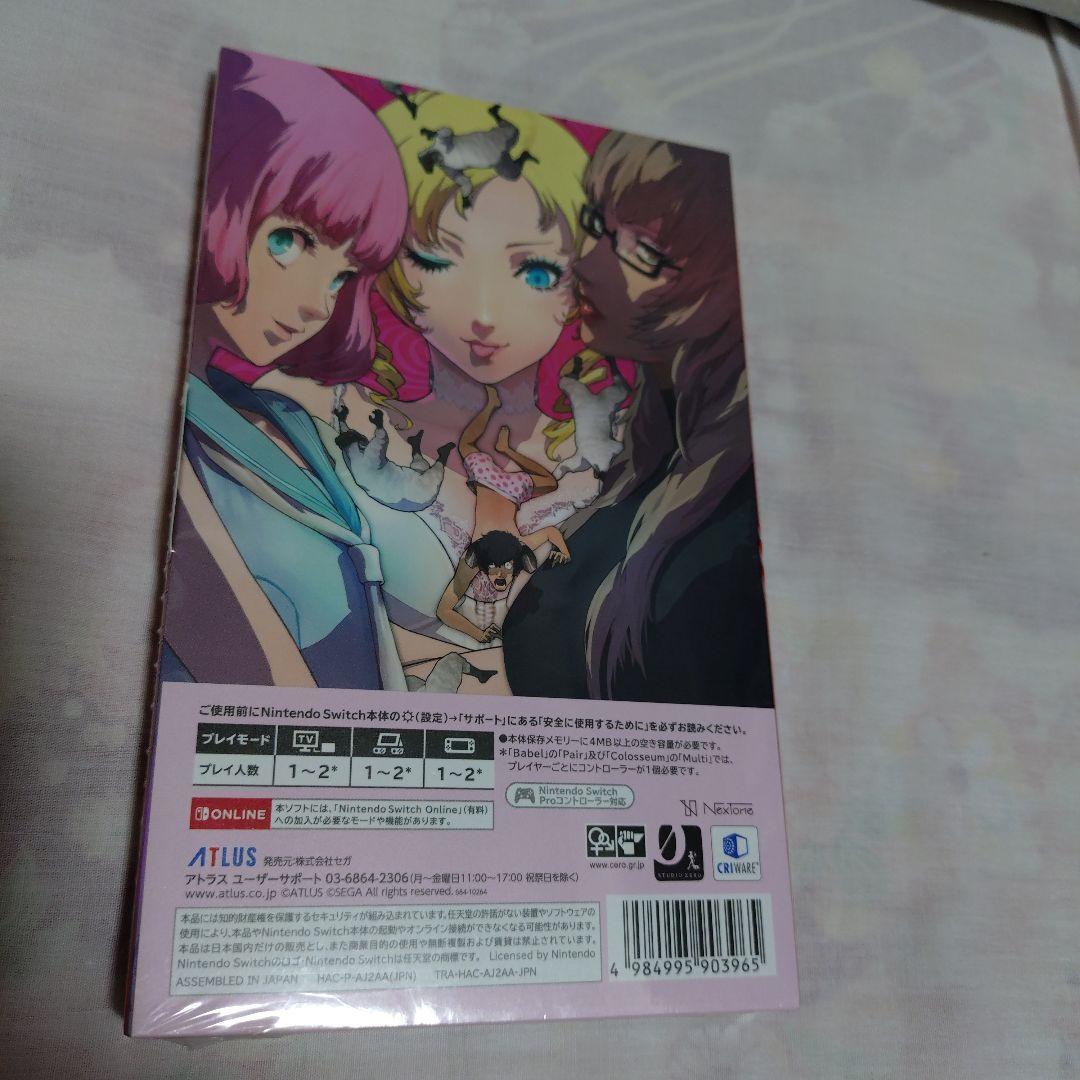 ご使用前にNintendo Switch本体の(設定)→「サポート」にある「安全に使用するために」を必ずお読みください。
プレイモード TV
プレイ人数 1~2* 1~2* 1~2*
●本体保存メモリーに4MB以上の空き容量が必要です。
*「Babel」の「Pair」及び「Colosseum」の「Multi」では、
プレイヤーごとにコントローラーが1個必要です。
Nintendo Switch
Proコントローラー対応
ONLINE
本ソフトには、「Nintendo Switch Online」(有料)
への加入が必要なモードや機能があります。
NexTone
ATLUS 発売元:株式会社セガ
アトラス ユーザーサポート 03-6864-2306(月~金曜日11:00~17:00 祝祭日を除く)
www.atlus.co.jp ©ATLUS ©SEGA All rights reserved. 684-10264
www.cero.gr.jp
STUDIO ZERO
CRIWARE
本品には知的財産権を保護するセキュリティが組み込まれています。任天堂の許諾がない装置やソフトウェアの
使用により、本品やNintendo Switch本体の起動やオンライン接続ができなくなる可能性があります。
本品は日本国内だけの販売とし、また商業目的の使用や無断複製および賃貸は禁止されています。
Nintendo Switchのロゴ・Nintendo Switchは任天堂の商標です。 Licensed by Nintendo
ASSEMBLED IN JAPAN HAC-P-AJ2AA(JPN) TRA-HAC-AJ2AA-JPN
4 984995 903965